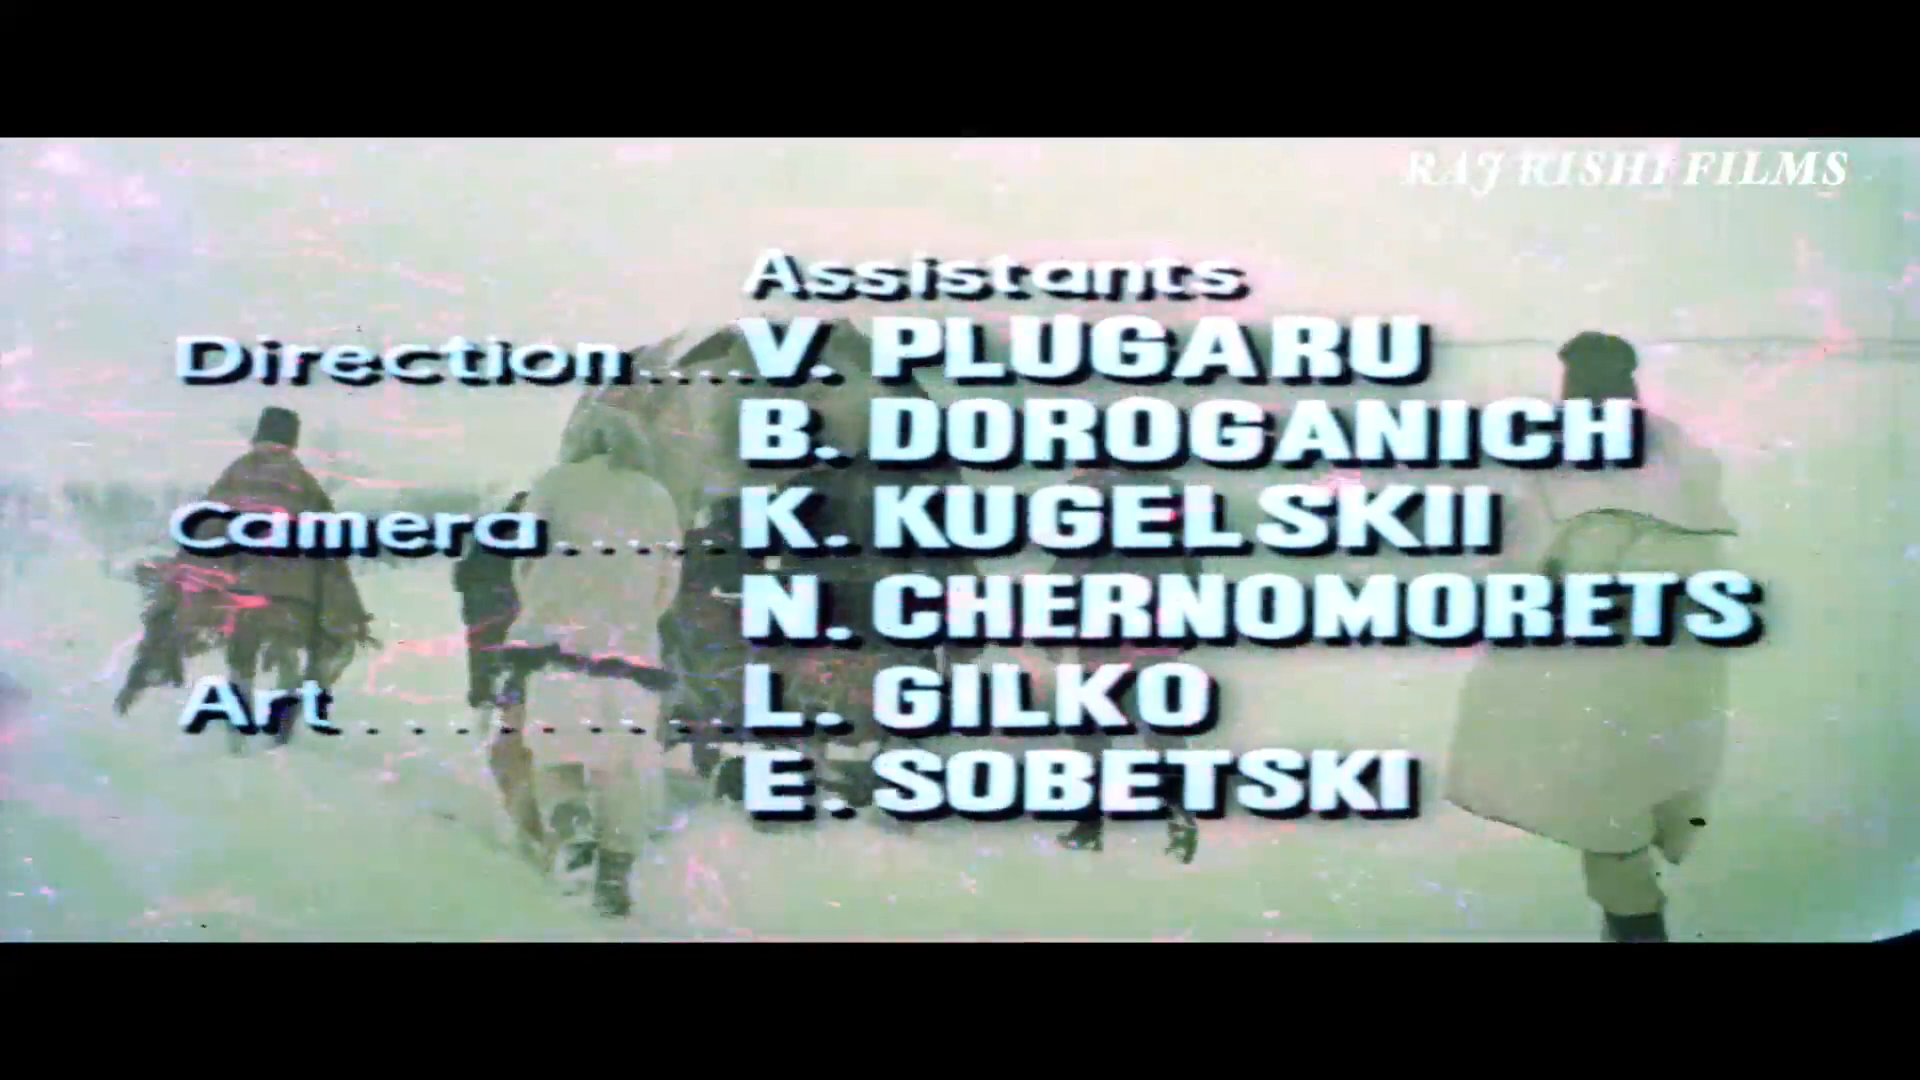 RAJ RISHI FILMS
Assistants
Direction.....V. PLUGARU
B. DOROGANICH
Camera......K. KUGELSKII
N. CHERNOMORETS
Art..........L. GILKO
E. SOBETSKI